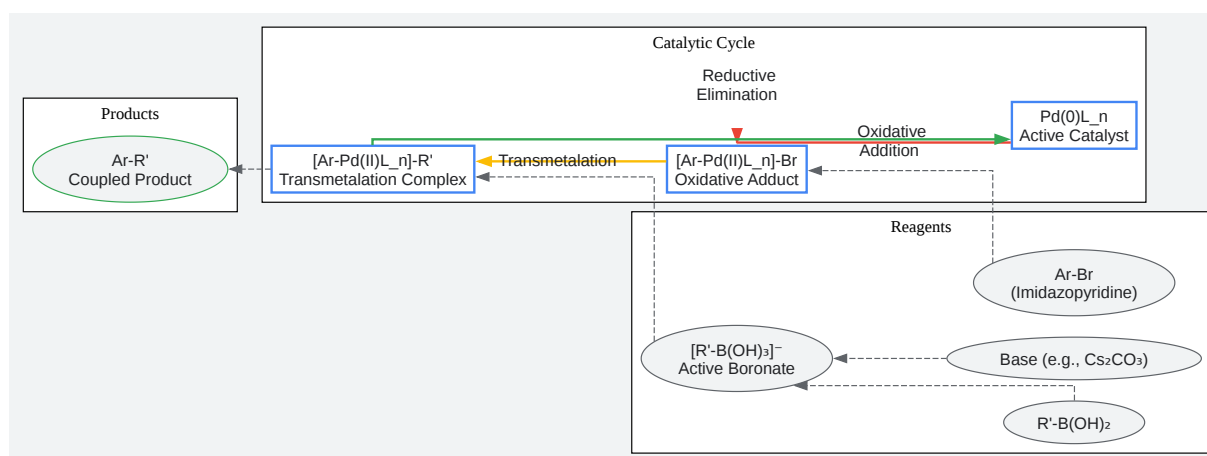 Catalytic Cycle
Reductive
Elimination
Products
Pd(0)L_n
Active Catalyst
Oxidative
Addition
Ar-R'
Coupled Product
[Ar-Pd(II)L_n]-R'
Transmetalation Complex
Transmetalation
[Ar-Pd(II)L_n]-Br
Oxidative Adduct
Reagents
Ar-Br
(Imidazopyridine)
[R'-B(OH)₃]⁻
Active Boronate
Base (e.g., Cs₂CO₃)
R'-B(OH)₂